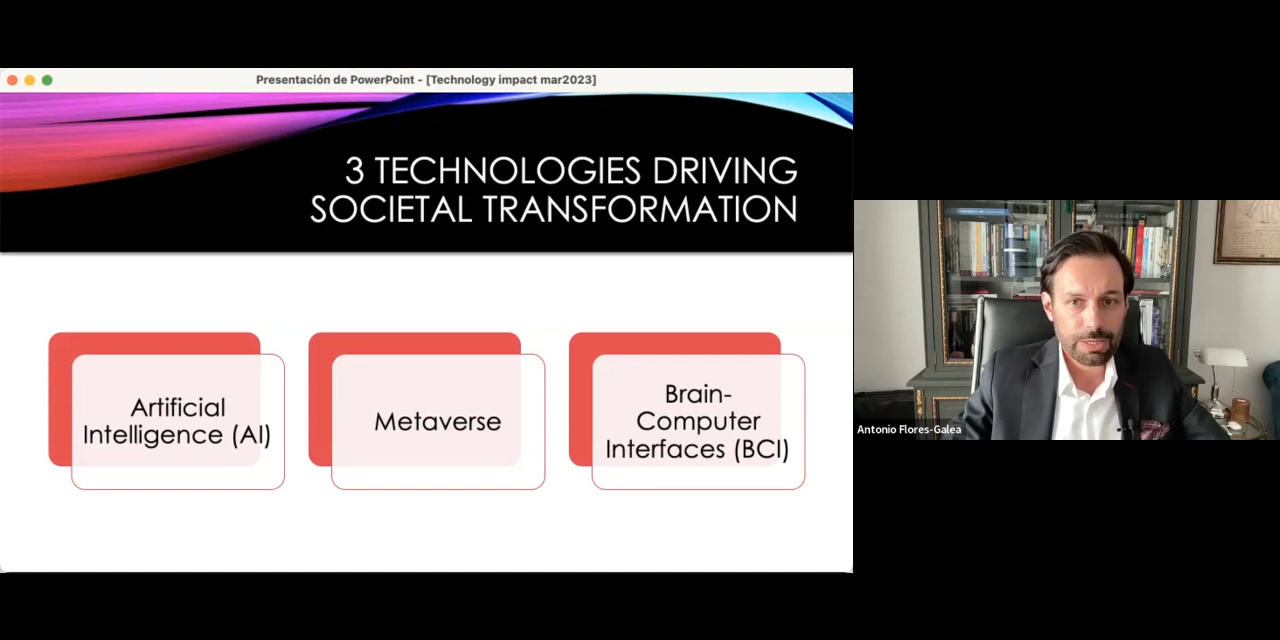 Presentación de PowerPoint - [Technology impact mar2023]
3 TECHNOLOGIES DRIVING
SOCIETAL TRANSFORMATION
Artificial
Intelligence (AI)
Metaverse
Brain-
Computer
Interfaces (BCI)
Antonio Flores-Galea